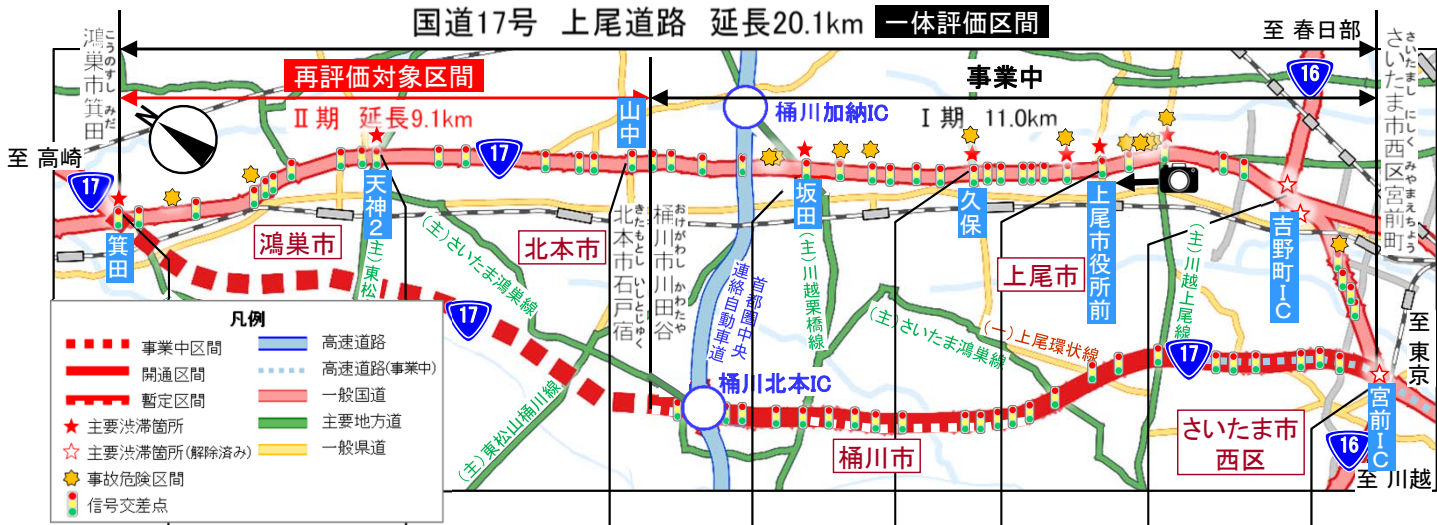 国道17号 上尾道路 延長20.1km 一体評価区間
至 春日部
こうのすし みだ
鴻巣市箕田
再評価対象区間
事業中
Ⅱ期 延長9.1km
Ⅰ期 11.0km
さいたまし にしく みやまえちょう
さいたま市西区宮前町
16
N
至 高崎
17
17
山中
桶川加納IC
箕田
鴻巣市
天神2
(主)東松
(主)さいたま鴻巣線
北本市
きたもとし いしとじゅく
北本市石戸宿
おけがわし かわたや
桶川市川田谷
首都圏中央
連絡自動車道
坂田
(主)川越栗橋線
久保
上尾市
上尾市役所前
(主)川越上尾線
吉野町IC
17
(主)さいたま鴻巣線
(一)上尾環状線
17
至 東京
桶川北本IC
(主)東松山桶川線
桶川市
さいたま市
西区
16
宮前IC
至 川越
凡例
事業中区間
開通区間
暫定区間
主要渋滞箇所
主要渋滞箇所(解除済み)
事故危険区間
信号交差点
高速道路
高速道路(事業中)
一般国道
主要地方道
一般県道